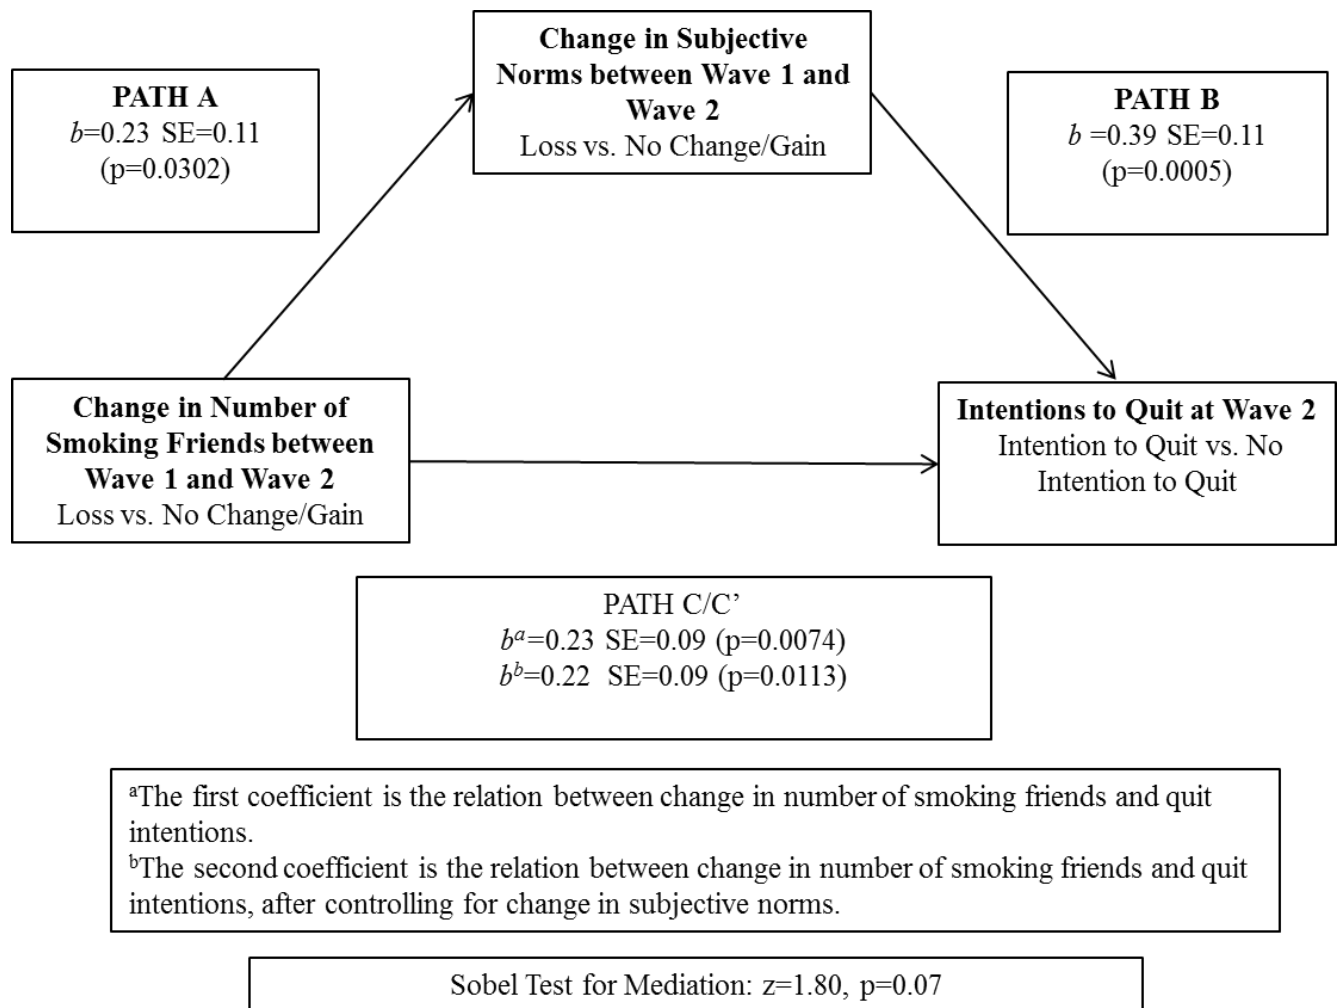 Change in Subjective
Norms between Wave 1 and
Wave 2
Loss vs. No Change/Gain
PATH A
b=0.23 SE=0.11
(p=0.0302)
PATH B
b =0.39 SE=0.11
(p=0.0005)
Change in Number of
Smoking Friends between
Wave 1 and Wave 2
Loss vs. No Change/Gain
Intentions to Quit at Wave 2
Intention to Quit vs. No
Intention to Quit
PATH C/C’
bᵃ=0.23 SE=0.09 (p=0.0074)
bᵇ=0.22 SE=0.09 (p=0.0113)
ᵃThe first coefficient is the relation between change in number of smoking friends and quit
intentions.
ᵇThe second coefficient is the relation between change in number of smoking friends and quit
intentions, after controlling for change in subjective norms.
Sobel Test for Mediation: z=1.80, p=0.07